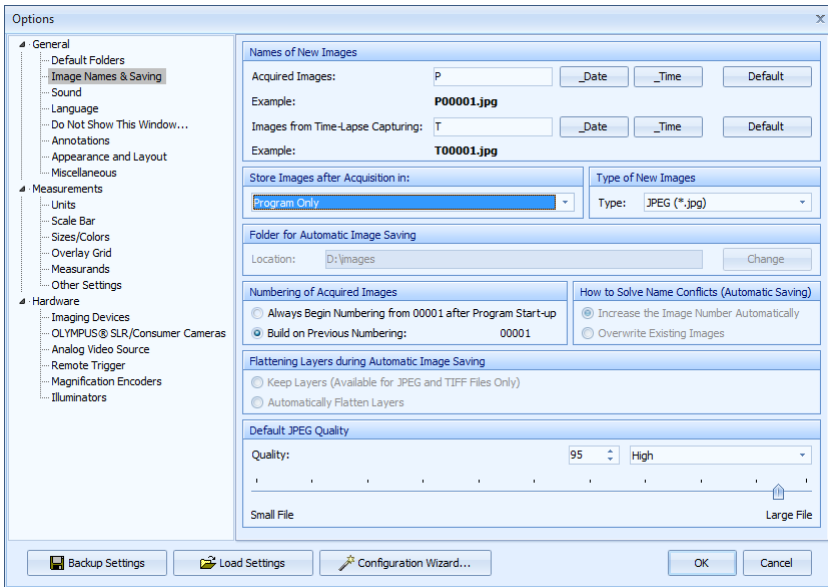 Options
x
General
Default Folders
Image Names & Saving
Sound
Language
Do Not Show This Window...
Annotations
Appearance and Layout
Miscellaneous
Measurements
Units
Scale Bar
Sizes/Colors
Overlay Grid
Measurands
Other Settings
Hardware
Imaging Devices
OLYMPUS® SLR/Consumer Cameras
Analog Video Source
Remote Trigger
Magnification Encoders
Illuminators
Names of New Images
Acquired Images: P _Date _Time Default
Example: P00001.jpg
Images from Time-Lapse Capturing: T _Date _Time Default
Example: T00001.jpg
Store Images after Acquisition in:
Program Only
Type of New Images
Type: JPEG (*.jpg)
Folder for Automatic Image Saving
Location: D:\images Change
Numbering of Acquired Images
Always Begin Numbering from 00001 after Program Start-up
Build on Previous Numbering: 00001
How to Solve Name Conflicts (Automatic Saving)
Increase the Image Number Automatically
Overwrite Existing Images
Flattening Layers during Automatic Image Saving
Keep Layers (Available for JPEG and TIFF Files Only)
Automatically Flatten Layers
Default JPEG Quality
Quality: 95 High
Small File Large File
Backup Settings Load Settings Configuration Wizard... OK Cancel